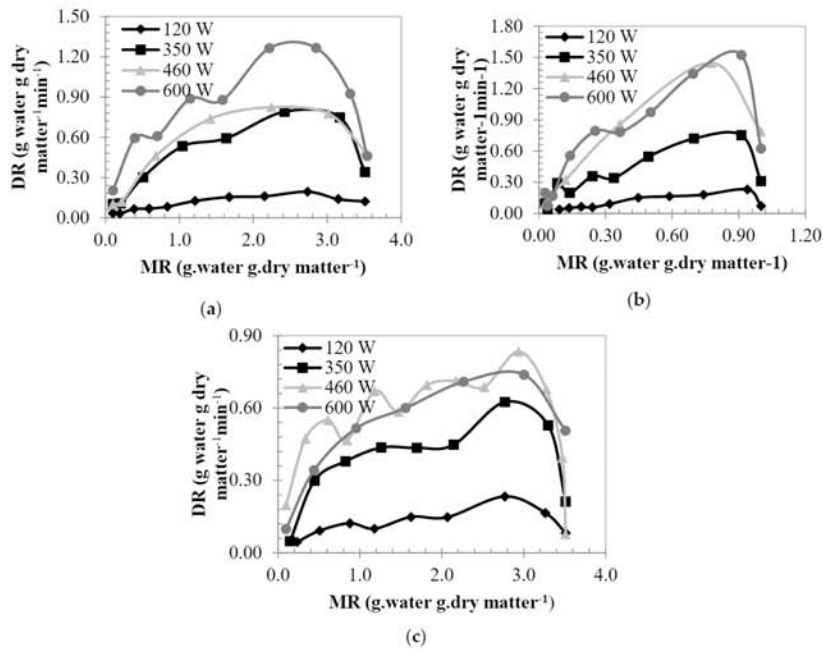 DR (g water g dry
matter⁻¹min⁻¹)
1.50
1.20
0.90
0.60
0.30
0.00
120 W
350 W
460 W
600 W
0.0 1.0 2.0 3.0 4.0
MR (g.water g.dry matter⁻¹)
(a)
DR (g water g dry
matter-1min-1)
1.80
1.50
1.20
0.90
0.60
0.30
0.00
120 W
350 W
460 W
600 W
0.00 0.30 0.60 0.90 1.20
MR (g.water g.dry matter-1)
(b)
DR (g water g dry
matter⁻¹min⁻¹)
0.90
0.60
0.30
0.00
120 W
350 W
460 W
600 W
0.0 1.0 2.0 3.0 4.0
MR (g.water g.dry matter⁻¹)
(c)